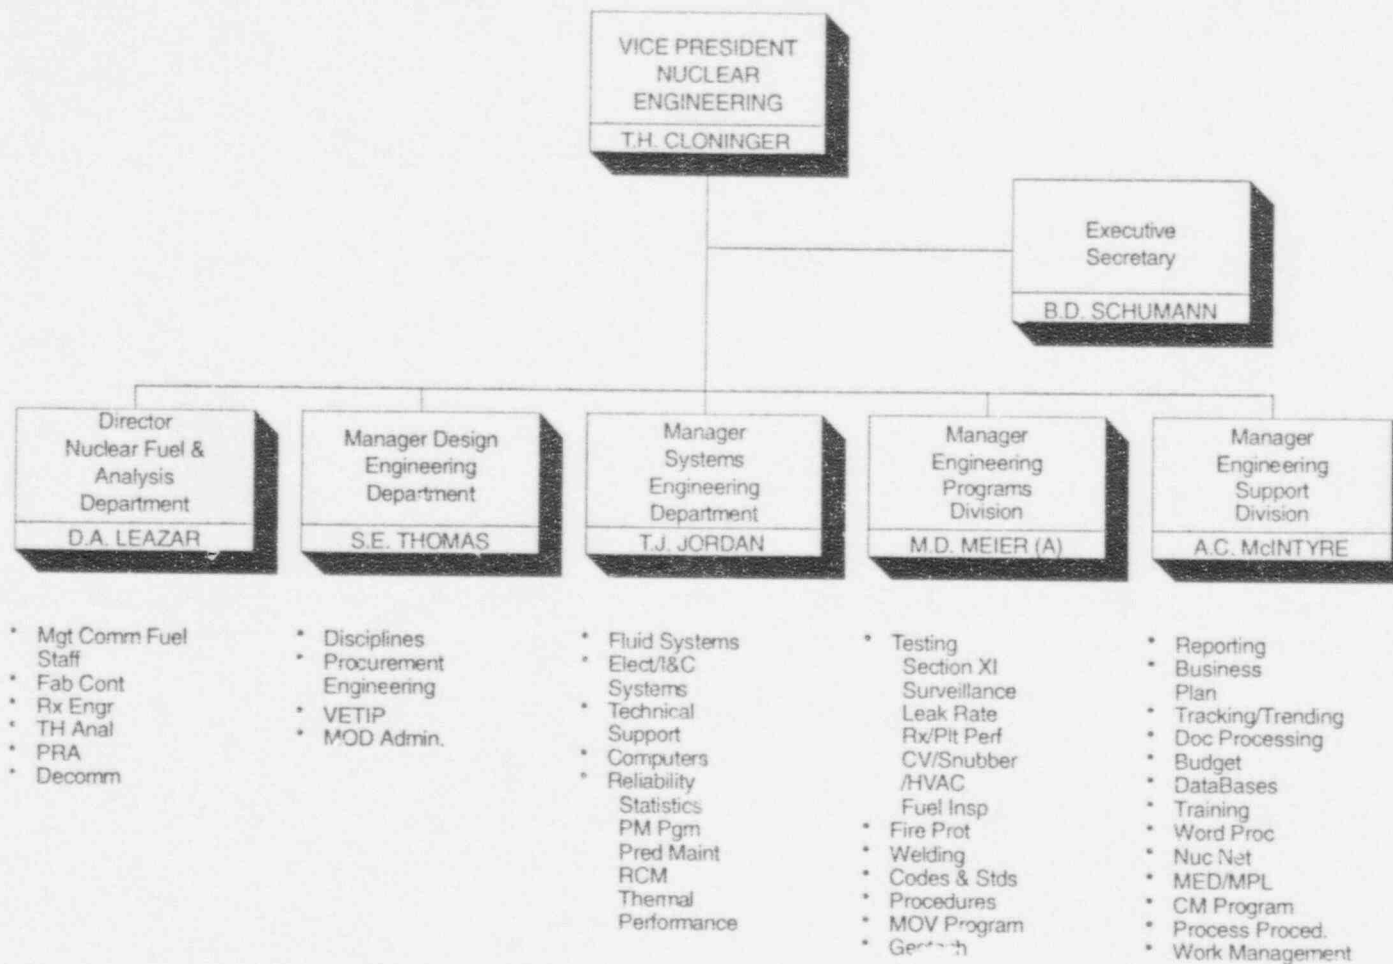 VICE PRESIDENT
NUCLEAR
ENGINEERING
T.H. CLONINGER
Executive
Secretary
B.D. SCHUMANN
Director
Nuclear Fuel &
Analysis
Department
D.A. LEAZAR
Manager Design
Engineering
Department
S.E. THOMAS
Manager
Systems
Engineering
Department
T.J. JORDAN
Manager
Engineering
Programs
Division
M.D. MEIER (A)
Manager
Engineering
Support
Division
A.C. McINTYRE
* Mgt Comm Fuel
Staff
* Fab Cont
* Rx Engr
* TH Anal
* PRA
* Decomm
* Disciplines
* Procurement
Engineering
* VETIP
* MOD Admin.
* Fluid Systems
* Elect/I&C
Systems
* Technical
Support
* Computers
* Reliability
Statistics
PM Pgm
Pred Maint
RCM
Thermal
Performance
* Testing
Section XI
Surveillance
Leak Rate
Rx/Plt Perf
CV/Snubber
/HVAC
Fuel Insp
* Fire Prot
* Welding
* Codes & Stds
* Procedures
* MOV Program
*
* Reporting
* Business
Plan
* Tracking/Trending
* Doc Processing
* Budget
* DataBases
* Training
* Word Proc
* Nuc Net
* MED/MPL
* CM Program
* Process Proced.
* Work Management